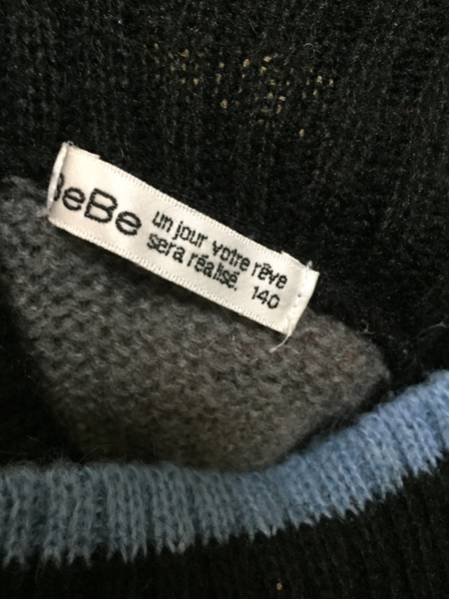 BeBe
un jour votre rêve
sera réalisé. 140